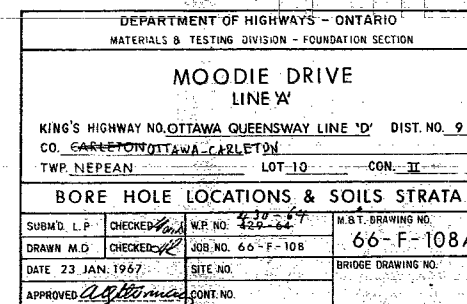 DEPARTMENT OF HIGHWAYS - ONTARIO
MATERIALS & TESTING DIVISION - FOUNDATION SECTION
MOODIE DRIVE
LINE 'A'
KING'S HIGHWAY NO. OTTAWA QUEENSWAY LINE 'D' DIST. NO. 9
CO. CARLETON OTTAWA-CARLETON
TWP. NEPEAN LOT 10 CON. II
BORE HOLE LOCATIONS & SOILS STRATA
SUBM'D. L.P CHECKED W.P. NO. 430-64 429-64 M.& T. DRAWING NO.
DRAWN M.D CHECKED JOB NO. 66-F-108 66-F-108A
DATE 23 JAN. 1967 SITE NO. BRIDGE DRAWING NO.
APPROVED CONT. NO.